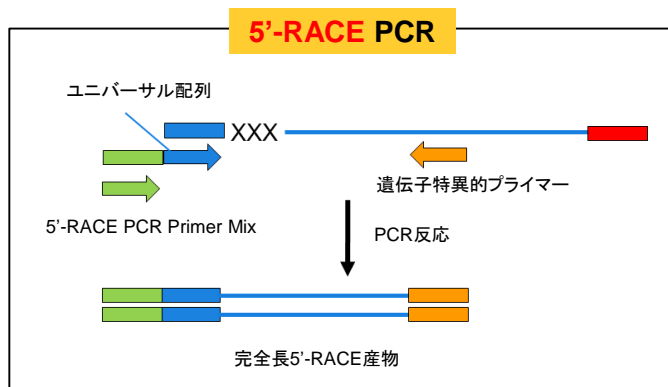 5’-RACE PCR
ユニバーサル配列
XXX
遺伝子特異的プライマー
5’-RACE PCR Primer Mix
PCR反応
完全長5’-RACE産物